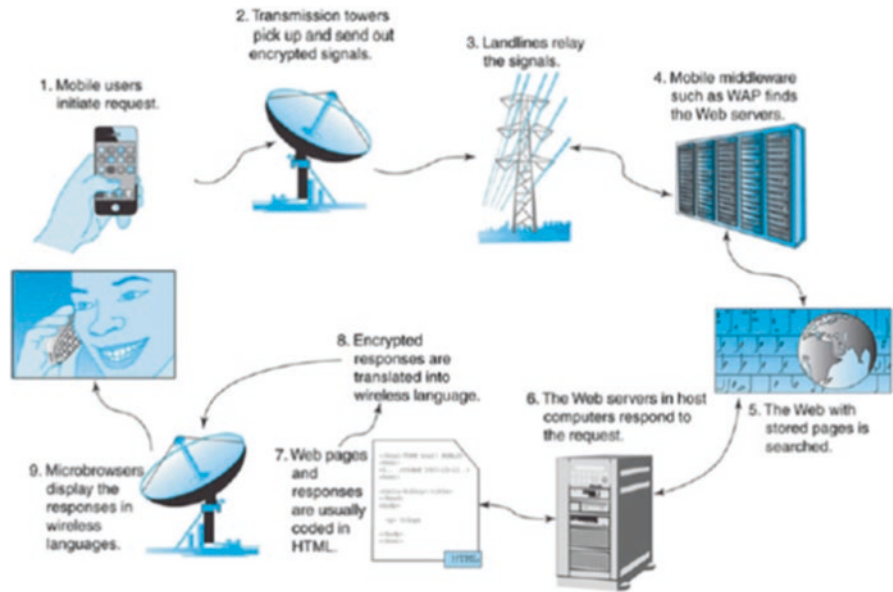 1. Mobile users
initiate request.
2. Transmission towers
pick up and send out
encrypted signals.
3. Landlines relay
the signals.
4. Mobile middleware
such as WAP finds
the Web servers.
5. The Web with
stored pages is
searched.
6. The Web servers in host
computers respond to
the request.
7. Web pages
and
responses
are usually
coded in
HTML.
HTML
8. Encrypted
responses are
translated into
wireless language.
9. Microbrowsers
display the
responses in
wireless
languages.